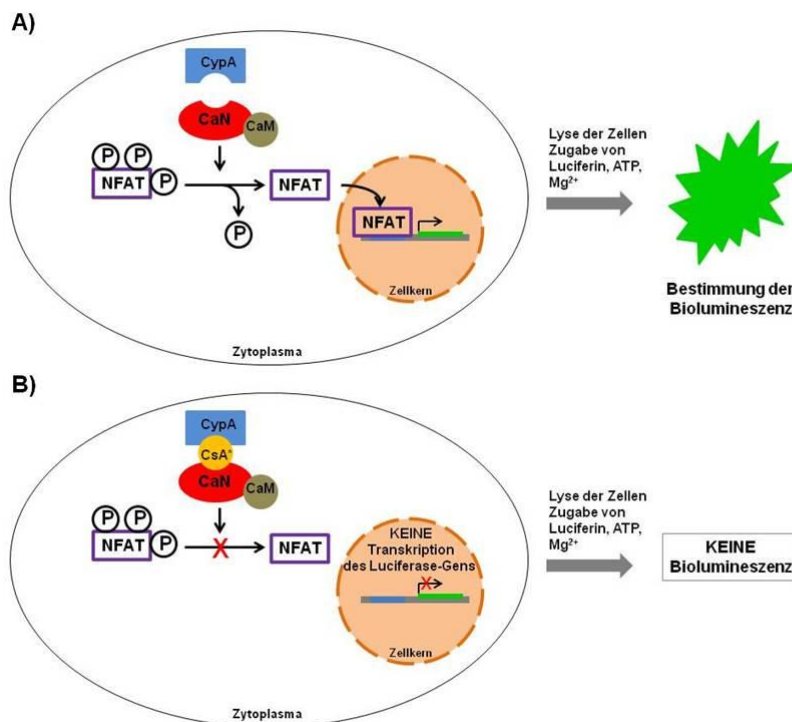 A)
CypA
CaN
CaM
P P
NFAT P
NFAT
P
NFAT
Zellkern
Zytoplasma
Lyse der Zellen
Zugabe von
Luciferin, ATP,
Mg²⁺
Bestimmung der
Biolumineszenz
B)
CypA
CsA*
CaN
CaM
P P
NFAT P
X
NFAT
KEINE
Transkription
des Luciferase-Gens
X
Zellkern
Zytoplasma
Lyse der Zellen
Zugabe von
Luciferin, ATP,
Mg²⁺
KEINE
Biolumineszenz